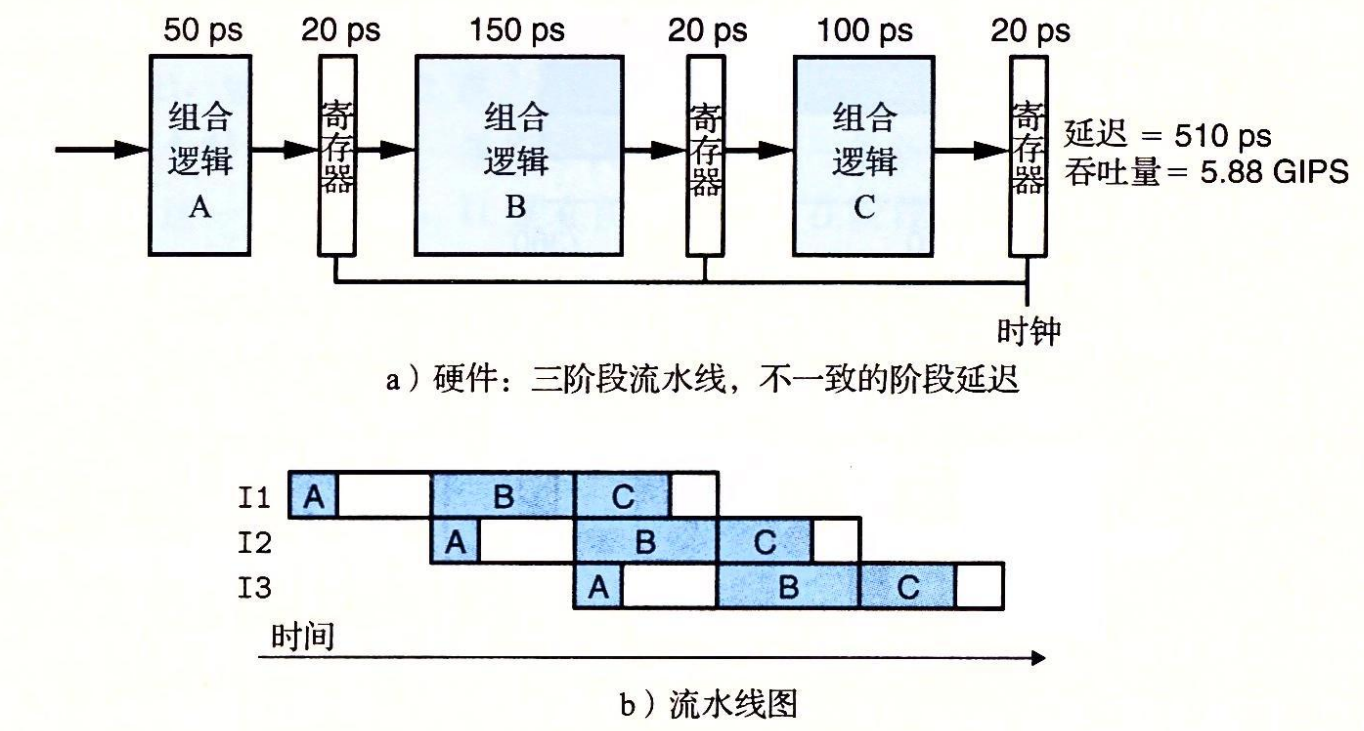 50 ps 20 ps 150 ps 20 ps 100 ps 20 ps
组合
逻辑
A
寄存器
组合
逻辑
B
寄存器
组合
逻辑
C
寄存器
延迟 = 510 ps
吞吐量 = 5.88 GIPS
时钟
a）硬件：三阶段流水线，不一致的阶段延迟
I1 A B C
I2 A B C
I3 A B C
时间
b）流水线图